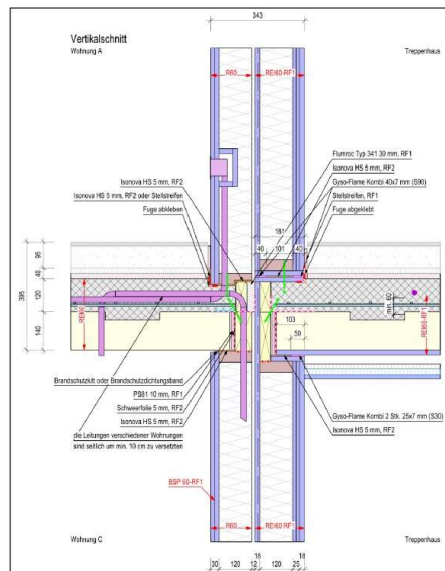 343
Vertikalschnitt
Wohnung A
Treppenhaus
R60
REI60-RF1
Flumroc Typ 341 30 mm, RF1
Isonova HS 5 mm, RF2
Gyso-Flame Kombi 40x7 mm (S90)
Stellstreifen, RF1
Fuge abgeklebt
Isonova HS 5 mm, RF2
Isonova HS 5 mm, RF2 oder Stellstreifen
Fuge abkleben
181
40
101
40
395
95
40
120
140
REI60-RF1
min. 60
103
50
Brandschutzkitt oder Brandschutzdichtungsband
PS81 10 mm, RF1
Schwerfolie 5 mm, RF2
Isonova HS 5 mm, RF2
die Leitungen verschiedener Wohnungen
sind seitlich um min. 10 cm zu versetzten
Gyso-Flame Kombi 2 Stk. 25x7 mm (S30)
Isonova HS 5 mm, RF2
BSP 60-RF1
R60
REI60-RF1
Wohnung C
Treppenhaus
18
18
30
120
12
120
25